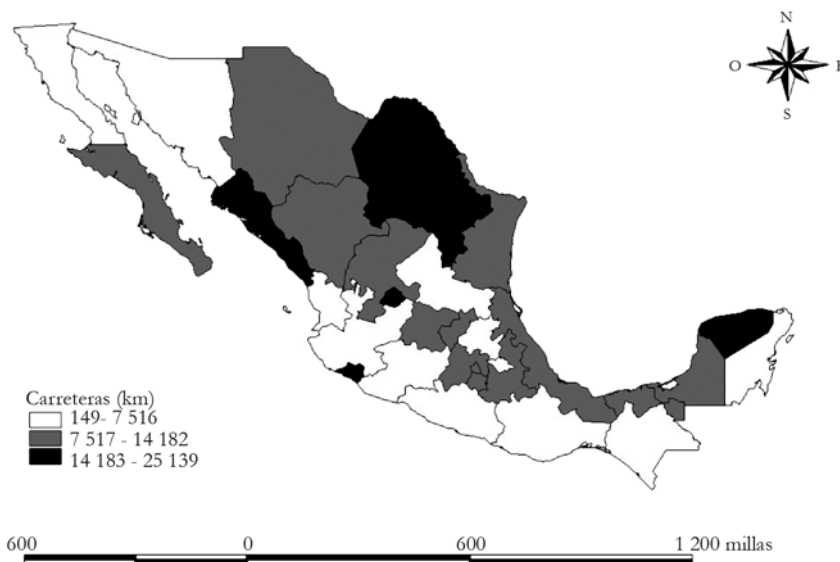 N
O
E
S
Carreteras (km)
149- 7 516
7 517 - 14 182
14 183 - 25 139
600 0 600 1 200 millas